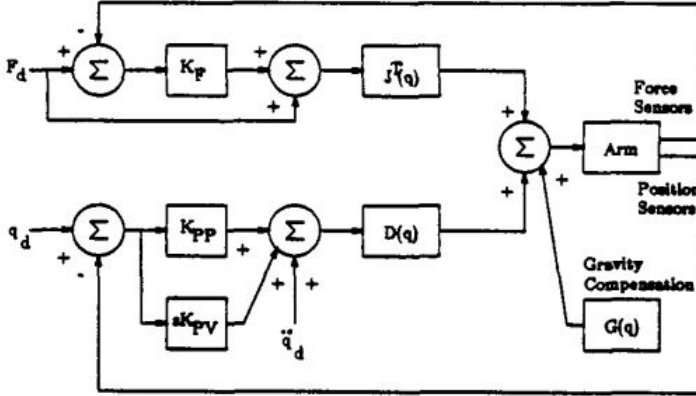 -
+ Σ K_F + Σ J^T(q)
F_d
+
Force
Sensors
+
Σ + Arm
+
Position
Sensors
q_d + Σ K_PP + Σ D(q)
-
+ +
sK_PV
q̈_d
Gravity
Compensation
G(q)